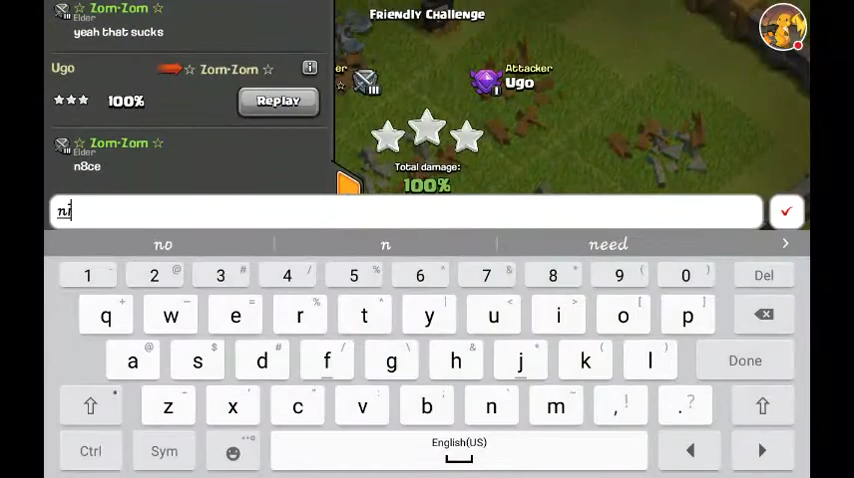 ☆ Zom-Zom ☆
Elder
yeah that sucks
Ugo ☆ Zom-Zom ☆ i
100% Replay
☆ Zom-Zom ☆
Elder
n8ce
Friendly Challenge
Attacker
Ugo
Total damage:
100%
ni
no n need
1 2 @ 3 # 4 / 5 % 6 ^ 7 & 8 * 9 ( 0 ) Del
q + w e = r % t y | u < i > o [ p ]
a @ s $ d # f / g h & j * k l Done
z x c v : b ; n m , ! . ?
Ctrl Sym English(US)